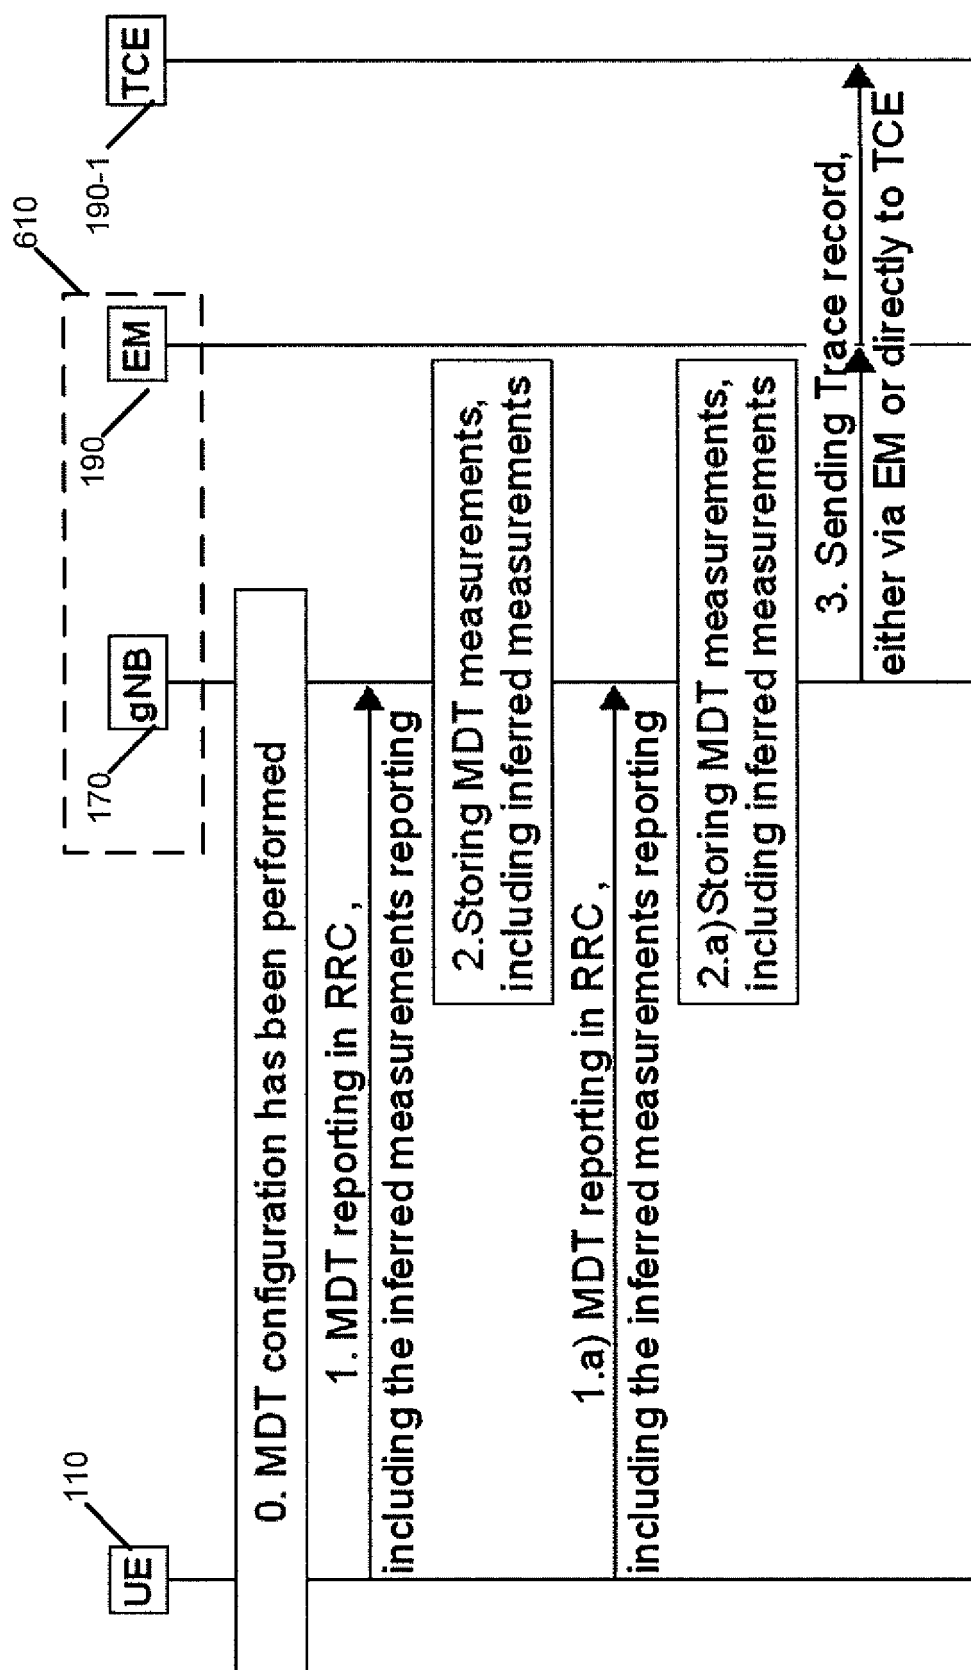 610
110
170
190
190-1
UE
gNB
EM
TCE
0. MDT configuration has been performed
1. MDT reporting in RRC ,
including the inferred measurements reporting
2.Storing MDT measurements,
including inferred measurements
1.a) MDT reporting in RRC,
including the inferred measurements reporting
2.a)Storing MDT measurements,
including inferred measurements
3. Sending Trace record,
either via EM or directly to TCE